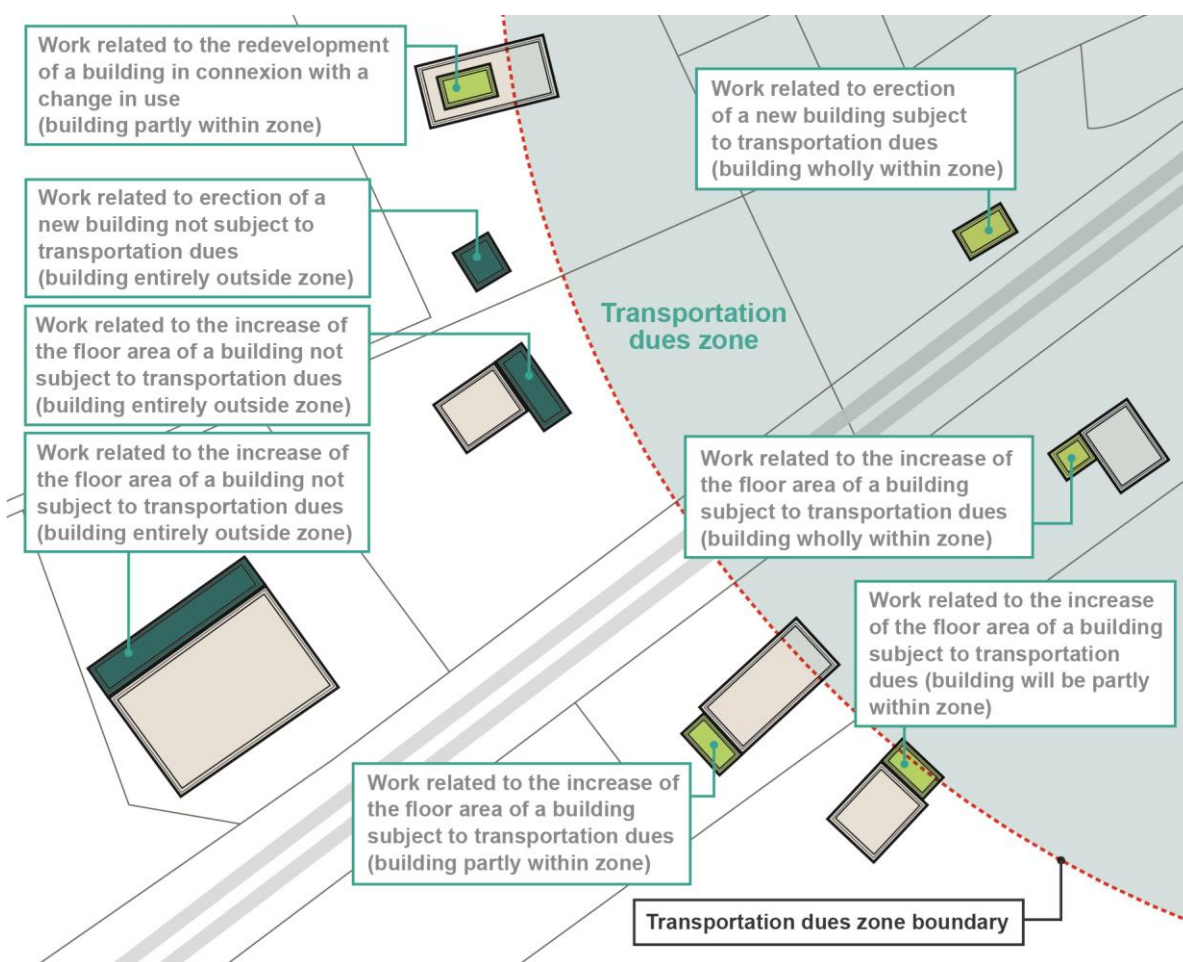 Work related to the redevelopment
of a building in connexion with a
change in use
(building partly within zone)
Work related to erection
of a new building subject
to transportation dues
(building wholly within zone)
Work related to erection of a
new building not subject to
transportation dues
(building entirely outside zone)
Transportation
dues zone
Work related to the increase of
the floor area of a building not
subject to transportation dues
(building entirely outside zone)
Work related to the increase of
the floor area of a building not
subject to transportation dues
(building entirely outside zone)
Work related to the increase of
the floor area of a building
subject to transportation dues
(building wholly within zone)
Work related to the increase
of the floor area of a building
subject to transportation
dues (building will be partly
within zone)
Work related to the increase of
the floor area of a building
subject to transportation dues
(building partly within zone)
Transportation dues zone boundary